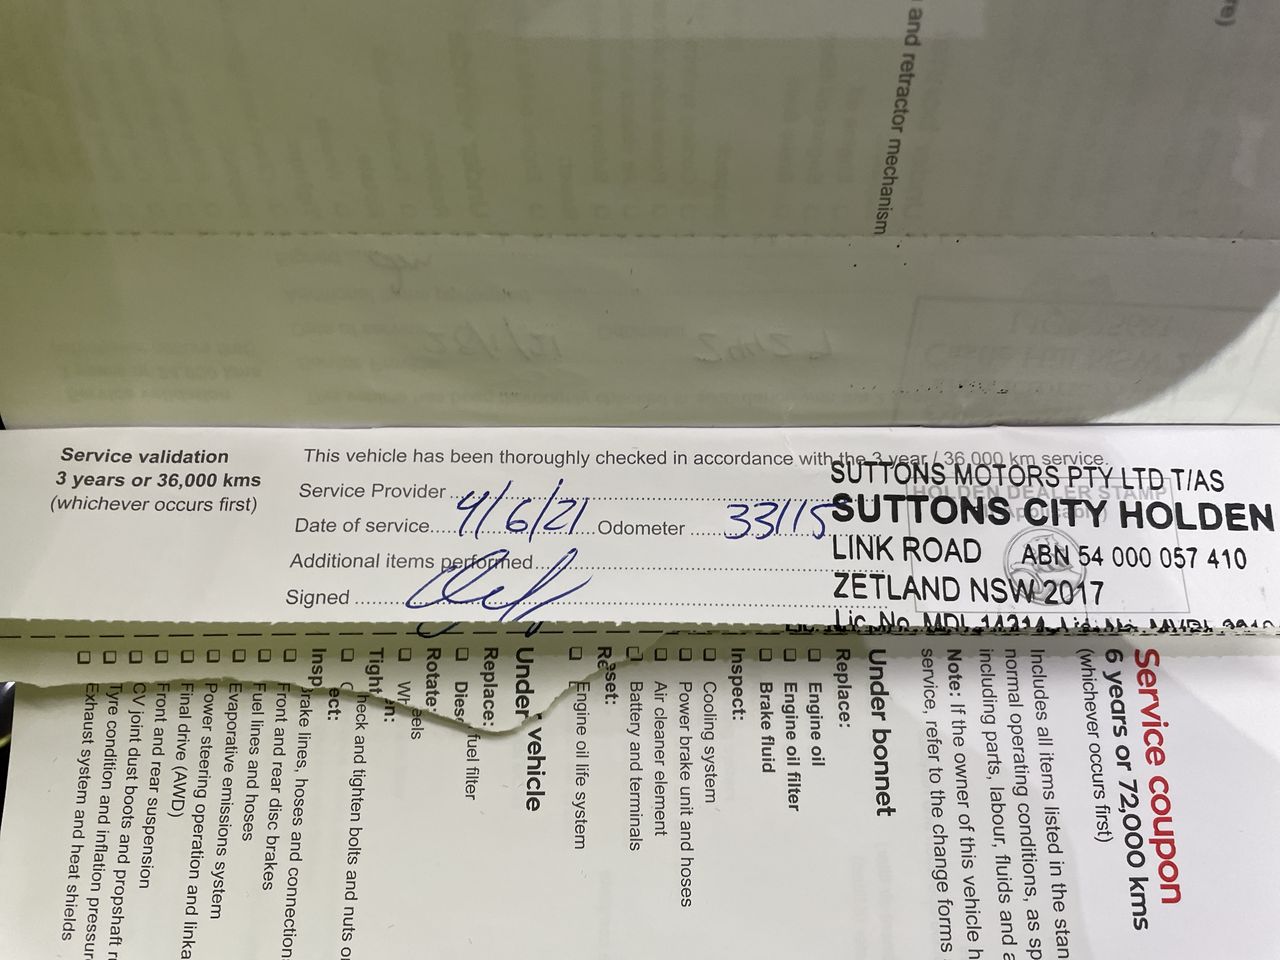 and retractor mechanism
Service validation
3 years or 36,000 kms
(whichever occurs first)
This vehicle has been thoroughly checked in accordance with the 3 year / 36,000 km service.
Service Provider
Date of service 4/6/21 Odometer 33115
Additional items performed
Signed
HOLDEN DEALER STAMP
SUTTONS MOTORS PTY LTD T/AS
SUTTONS CITY HOLDEN
LINK ROAD ABN 54 000 057 410
ZETLAND NSW 2017
Lic No MDL 14214
Service coupon
6 years or 72,000 kms
(whichever occurs first)
Includes all items listed in the stan
normal operating conditions, as sp
including parts, labour, fluids and a
Note: If the owner of this vehicle h
service, refer to the change forms
Under bonnet
Replace:
Engine oil
Engine oil filter
Brake fluid
Inspect:
Cooling system
Power brake unit and hoses
Air cleaner element
Battery and terminals
Reset:
Engine oil life system
Under vehicle
Replace:
Diesel fuel filter
Rotate:
Wheels
Tighten:
Check and tighten bolts and nuts o
Inspect:
Brake lines, hoses and connection
Front and rear disc brakes
Fuel lines and hoses
Evaporative emissions system
Power steering operation and linka
Final drive (AWD)
Front and rear suspension
CV joint dust boots and propshaft r
Tyre condition and inflation pressur
Exhaust system and heat shields